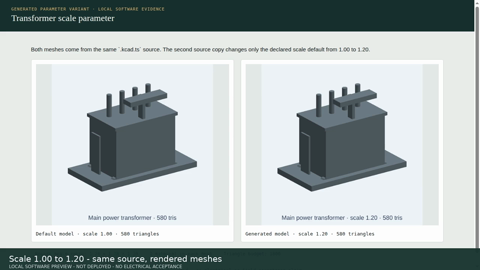 GENERATED PARAMETER VARIANT · LOCAL SOFTWARE EVIDENCE
Transformer scale parameter
Both meshes come from the same `.kcad.ts` source. The second source copy changes only the declared scale default from 1.00 to 1.20.
Main power transformer · 580 tris
Main power transformer · scale 1.20 · 580 tris
Default model · scale 1.00 · 580 triangles
Generated model · scale 1.20 · 580 triangles
Scale 1.00 to 1.20 - same source, rendered meshes
LOCAL SOFTWARE PREVIEW - NOT DEPLOYED - NO ELECTRICAL ACCEPTANCE